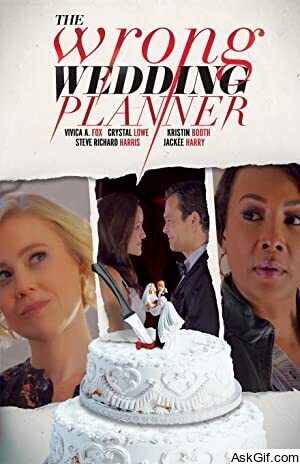 THE
Wrong
WEDDING
PLANNER
VIVICA A. FOX CRYSTAL LOWE KRISTIN BOOTH
STEVE RICHARD HARRIS JACKÉE HARRY
AskGif.com